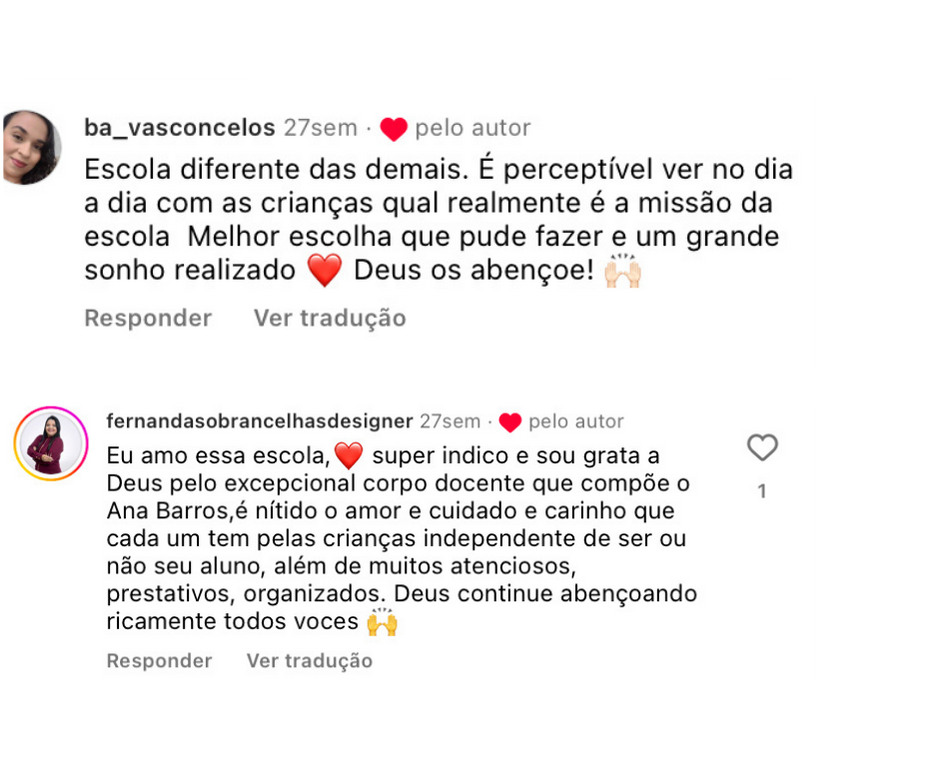 ba_vasconcelos 27sem · ❤️ pelo autor
Escola diferente das demais. É perceptível ver no dia
a dia com as crianças qual realmente é a missão da
escola  Melhor escolha que pude fazer e um grande
sonho realizado ❤️ Deus os abençoe! 🙌🏻
Responder Ver tradução
fernandasobrancelhasdesigner 27sem · ❤️ pelo autor
Eu amo essa escola,❤️ super indico e sou grata a
Deus pelo excepcional corpo docente que compõe o
Ana Barros,é nítido o amor e cuidado e carinho que
cada um tem pelas crianças independente de ser ou
não seu aluno, além de muitos atenciosos,
prestativos, organizados. Deus continue abençoando
ricamente todos voces 🙌
1
Responder Ver tradução